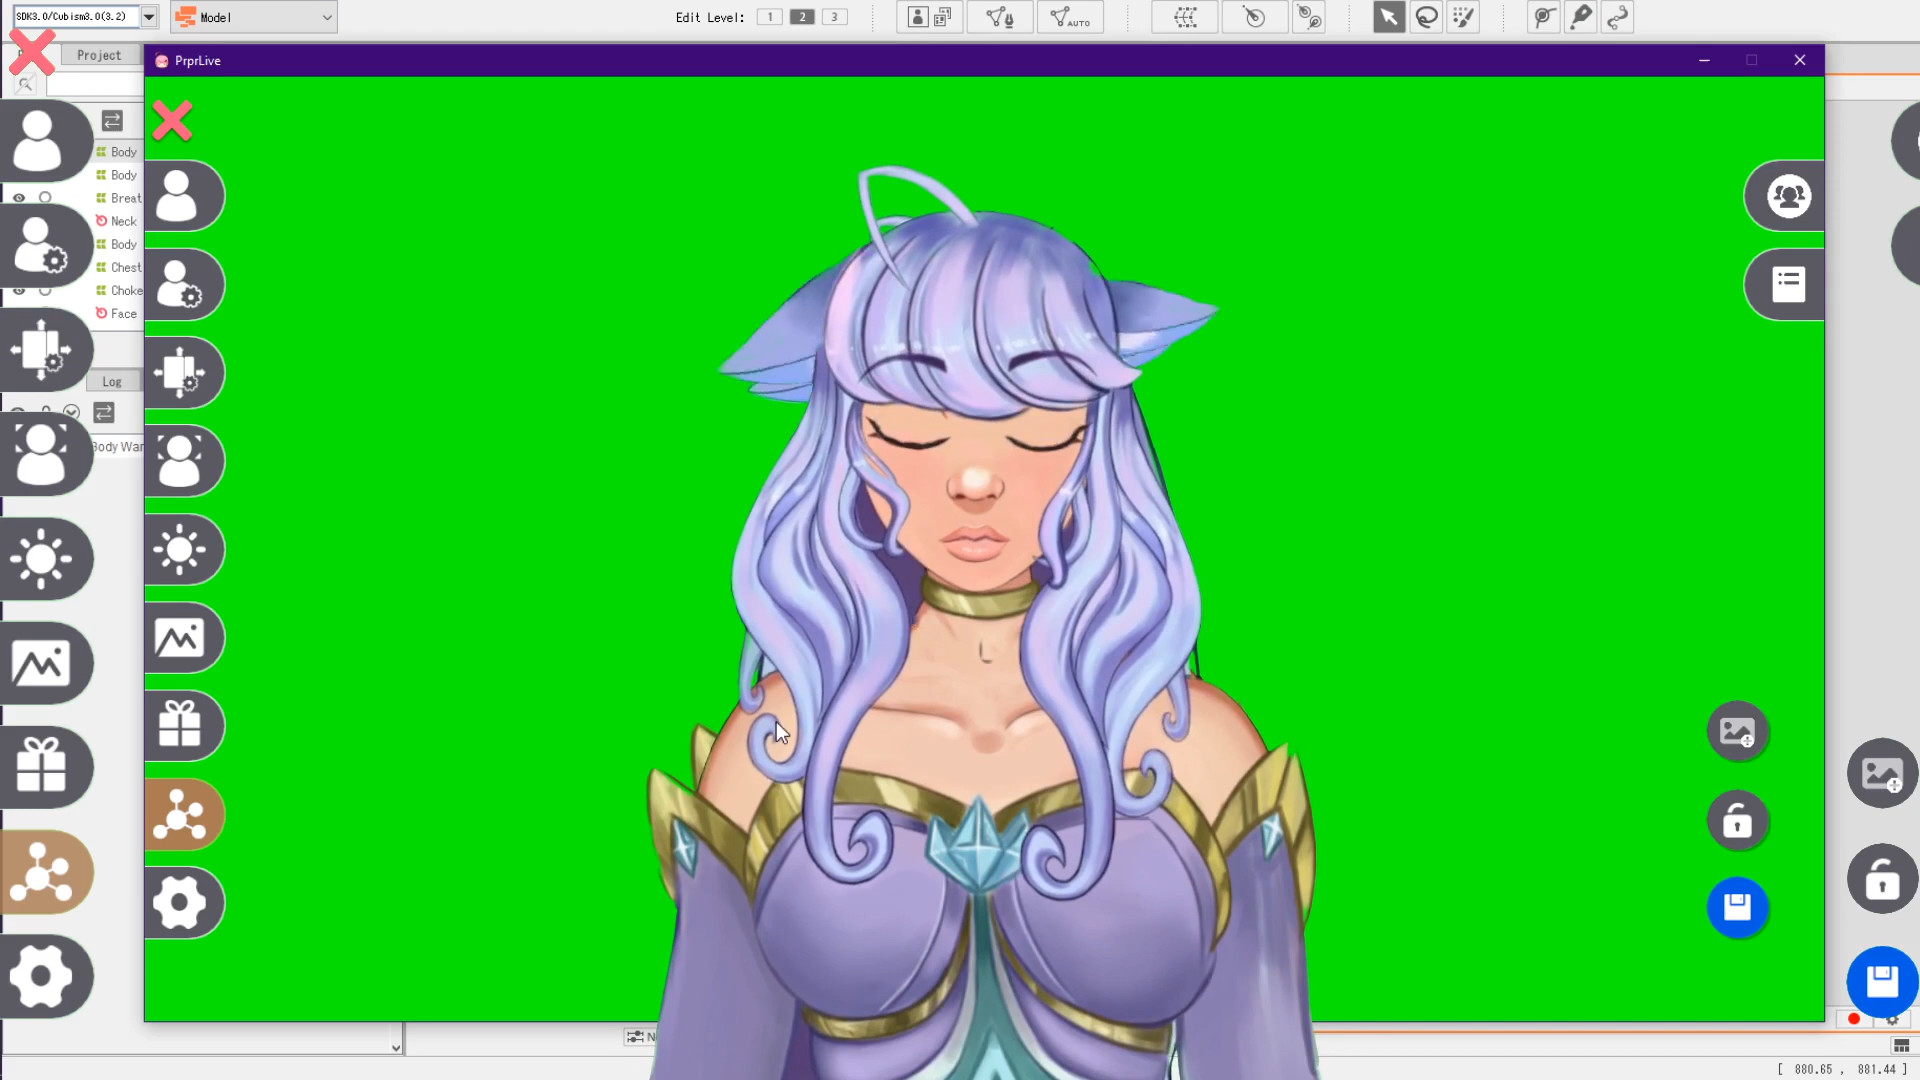 SDK3.0/Cubism3.0(3.2)
Model
Edit Level: 1 2 3
AUTO
Project
PrprLive
Body
Body
Breat
Neck
Body
Chest
Choke
Face
Log
Body War
[ 880.65 , 881.44 ]